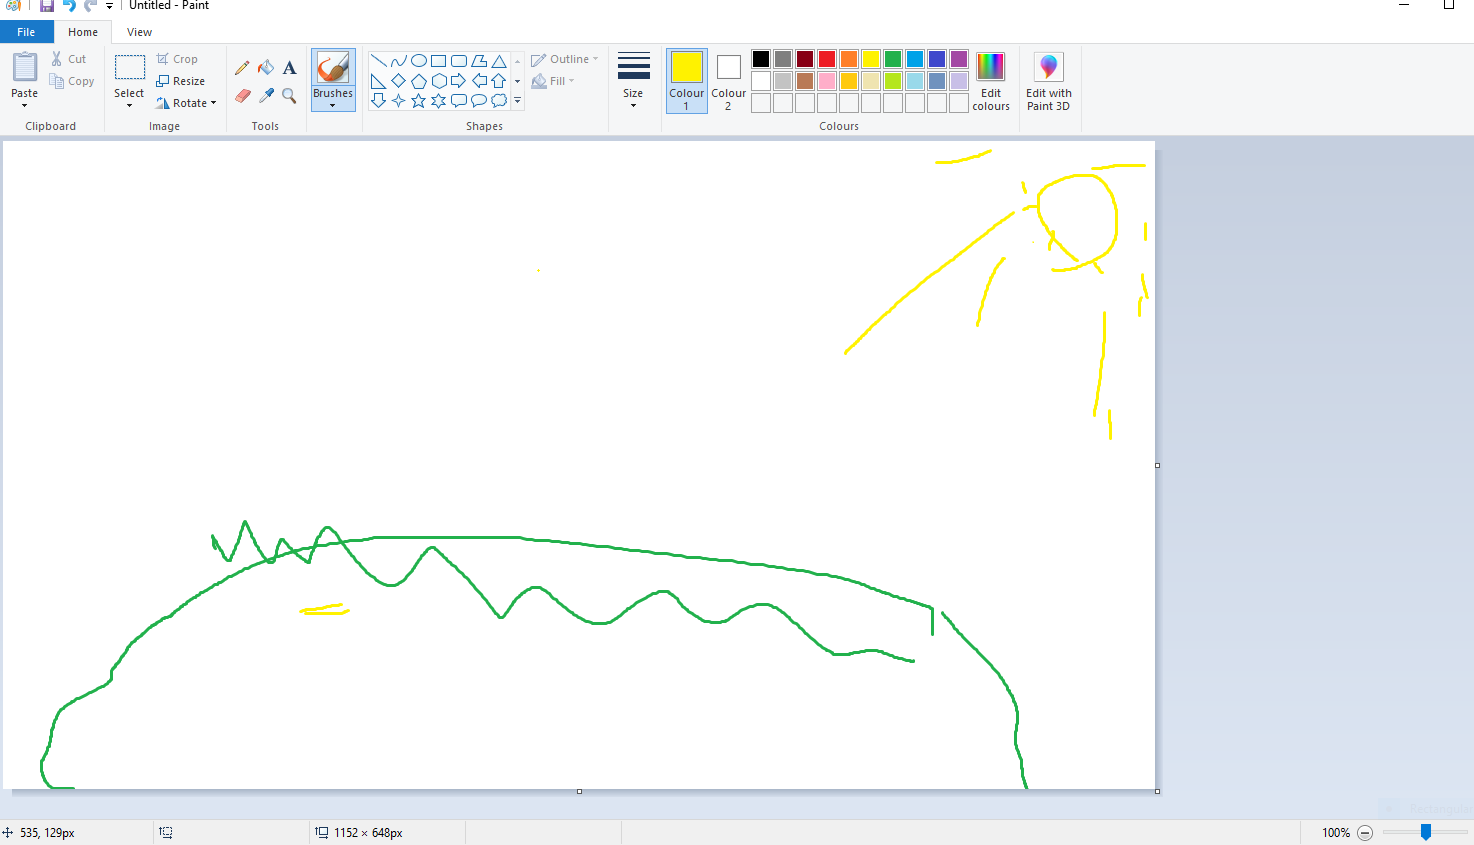 Untitled - Paint
File Home View
Paste Cut Copy Clipboard
Select Crop Resize Rotate Image
A Tools
Brushes
Outline Fill Shapes
Size
Colour 1 Colour 2 Edit colours Colours
Edit with Paint 3D
535, 129px 1152 × 648px 100%